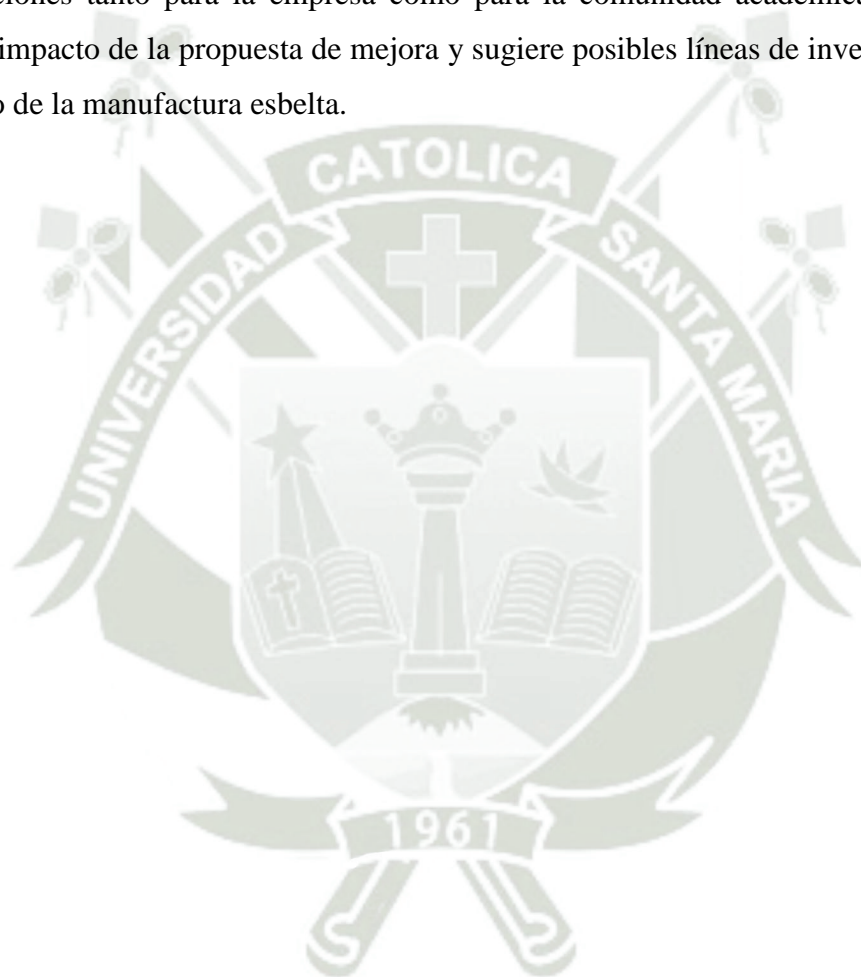 ciones tanto para la empresa como para la comunidad académica
impacto de la propuesta de mejora y sugiere posibles líneas de inve
o de la manufactura esbelta.
UNIVERSIDAD CATOLICA SANTA MARIA
1961